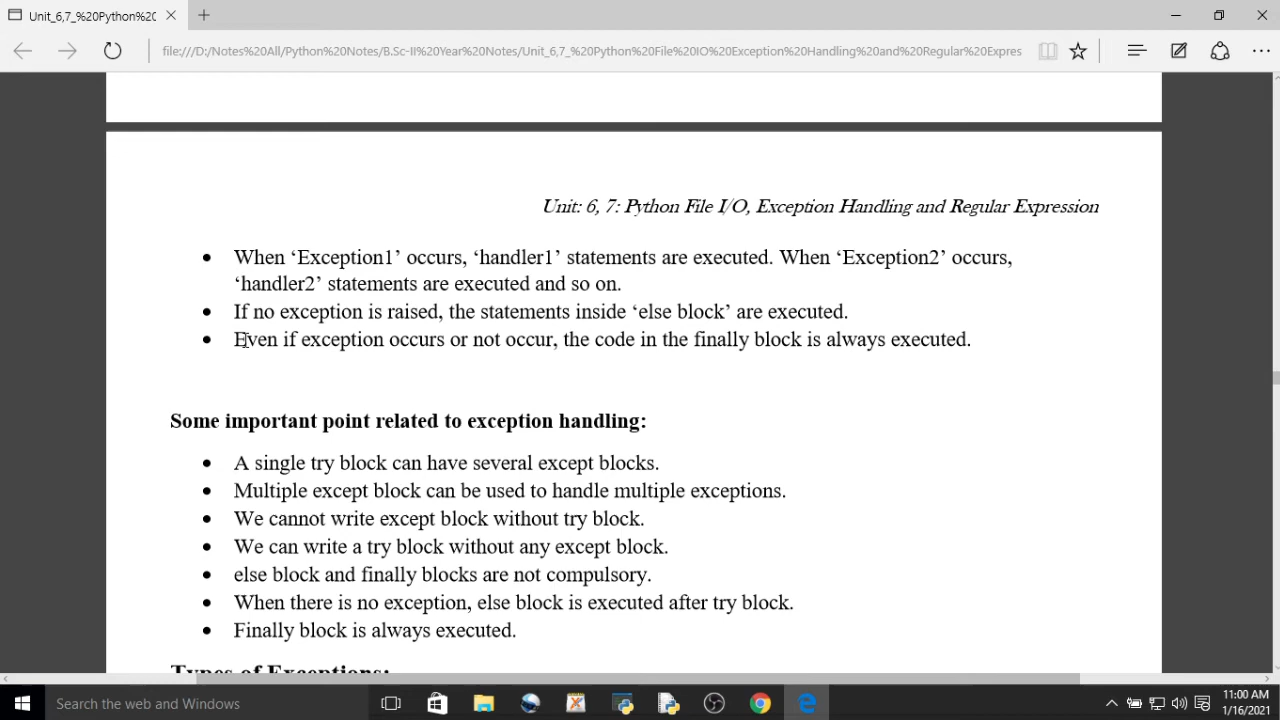 Unit_6,7_%20Python%20
file:///D:/Notes%20All/Python%20Notes/B.Sc-II%20Year%20Notes/Unit_6,7_%20Python%20File%20IO%20Exception%20Handling%20and%20Regular%20Expres
Unit: 6, 7: Python File I/O, Exception Handling and Regular Expression
• When ‘Exception1’ occurs, ‘handler1’ statements are executed. When ‘Exception2’ occurs,
‘handler2’ statements are executed and so on.
• If no exception is raised, the statements inside ‘else block’ are executed.
• Even if exception occurs or not occur, the code in the finally block is always executed.
Some important point related to exception handling:
• A single try block can have several except blocks.
• Multiple except block can be used to handle multiple exceptions.
• We cannot write except block without try block.
• We can write a try block without any except block.
• else block and finally blocks are not compulsory.
• When there is no exception, else block is executed after try block.
• Finally block is always executed.
Types of Exceptions:
Search the web and Windows
11:00 AM
1/16/2021